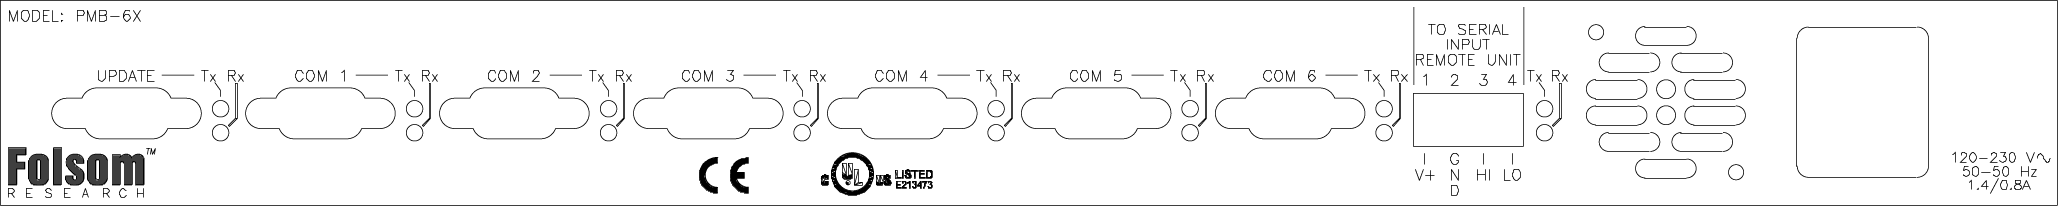 MODEL: PMB-6X
TO SERIAL
INPUT
REMOTE UNIT
UPDATE Tx Rx COM 1 Tx Rx COM 2 Tx Rx COM 3 Tx Rx COM 4 Tx Rx COM 5 Tx Rx COM 6 Tx Rx 1 2 3 4 Tx Rx
V+ GND HI LO
Folsom™
RESEARCH
CE
c UL US LISTED
E213473
120-230 V~
50-50 Hz
1.4/0.8A